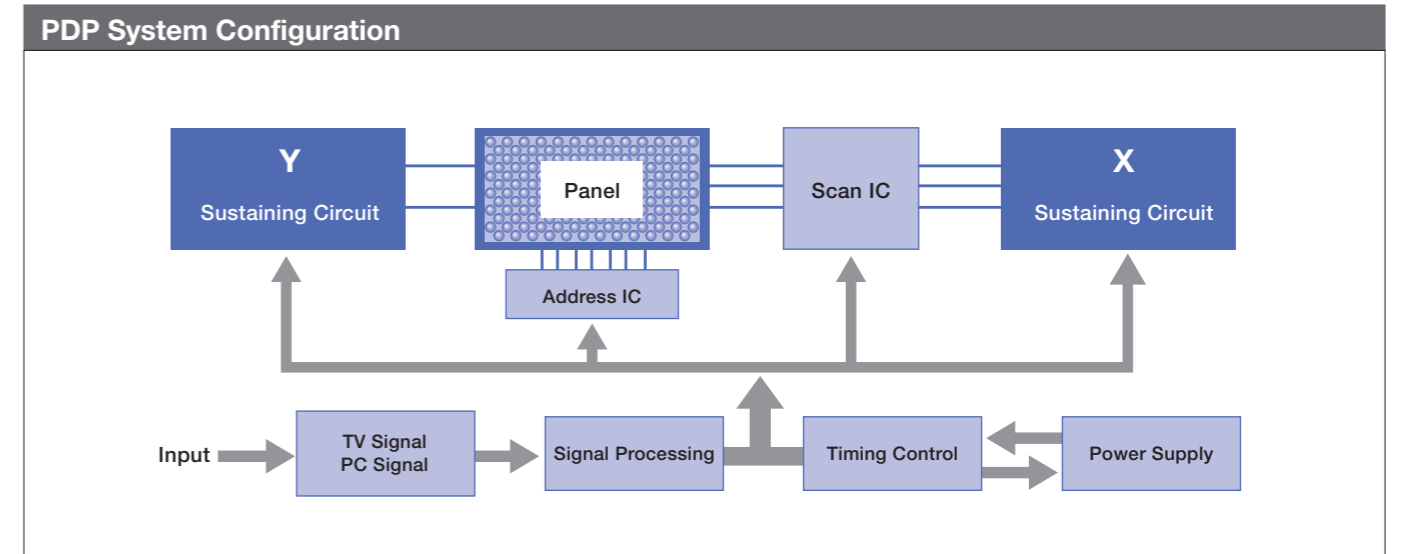 PDP System Configuration
Y
Sustaining Circuit
Panel
Scan IC
X
Sustaining Circuit
Address IC
Input
TV Signal
PC Signal
Signal Processing
Timing Control
Power Supply